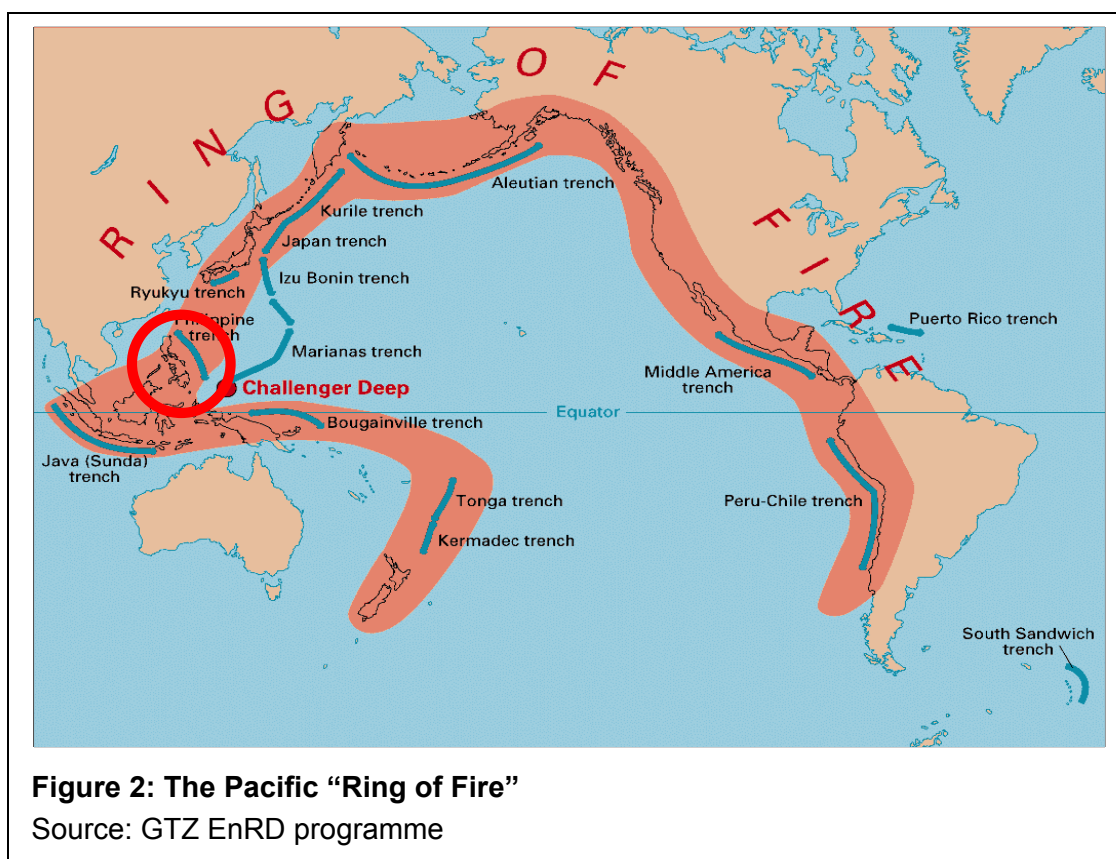 RING OF FIRE
Aleutian trench
Kurile trench
Japan trench
Izu Bonin trench
Ryukyu trench
Philippine
trench
Marianas trench
Challenger Deep
Puerto Rico trench
Middle America
trench
Equator
Bougainville trench
Java (Sunda)
trench
Tonga trench
Peru-Chile trench
Kermadec trench
South Sandwich
trench
Figure 2: The Pacific “Ring of Fire”
Source: GTZ EnRD programme